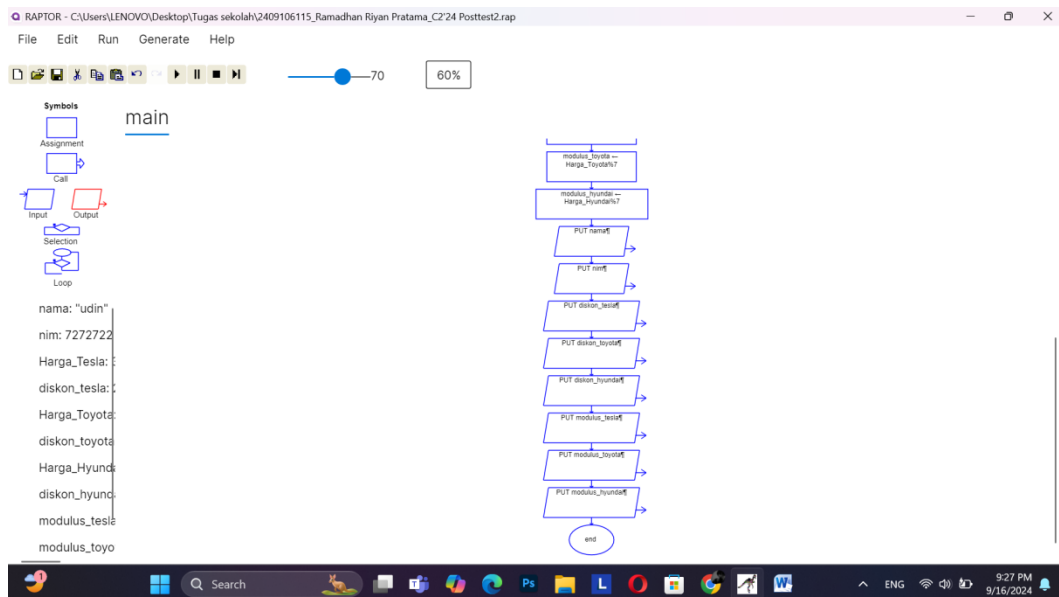 RAPTOR - C:\Users\LENOVO\Desktop\Tugas sekolah\2409106115_Ramadhan Riyan Pratama_C2'24 Posttest2.rap
File Edit Run Generate Help
70
60%
Symbols
Assignment
Call
Input Output
Selection
Loop
main
nama: "udin"
nim: 7272722
Harga_Tesla:
diskon_tesla:
Harga_Toyota:
diskon_toyota
Harga_Hyunda
diskon_hyund
modulus_tesla
modulus_toyo
modulus_toyota ←
Harga_Toyota%7
modulus_hyundai ←
Harga_Hyundai%7
PUT nama¶
PUT nim¶
PUT diskon_tesla¶
PUT diskon_toyota¶
PUT diskon_hyundai¶
PUT modulus_tesla¶
PUT modulus_toyota¶
PUT modulus_hyundai¶
end
1
Search
Ps
L
W
ENG
9:27 PM
9/16/2024